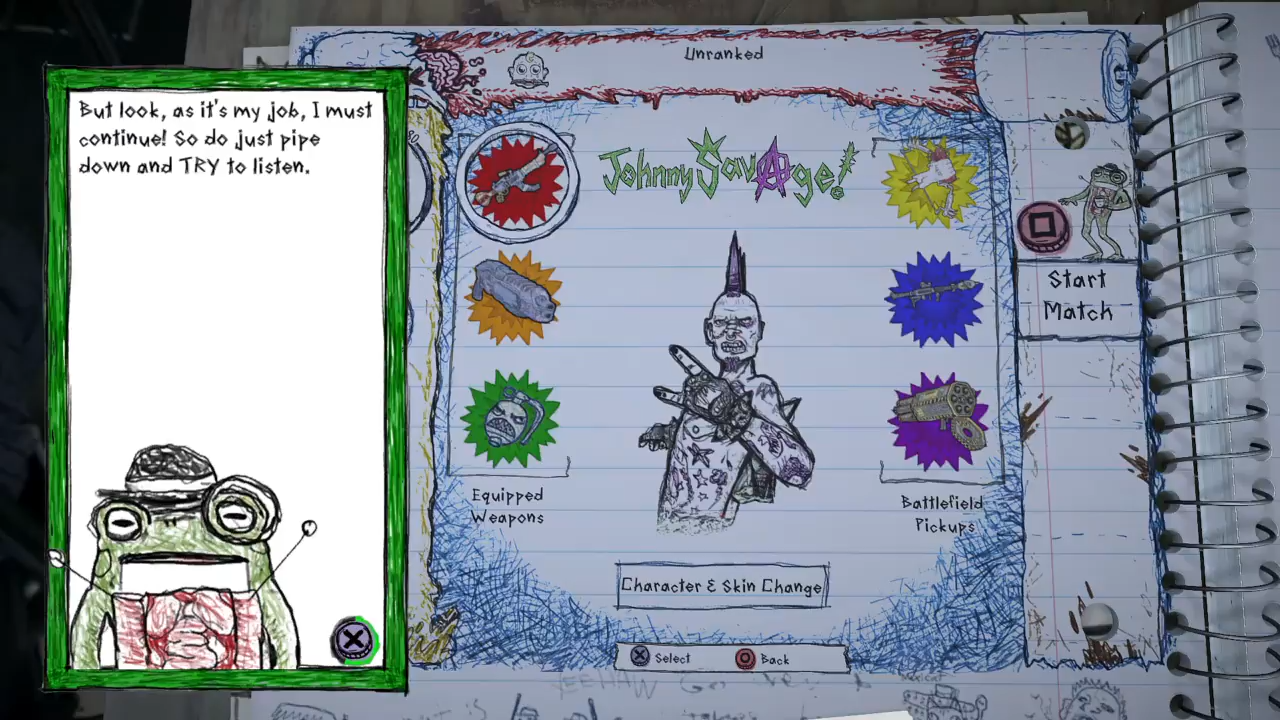 But look, as it's my job, I must
continue! So do just pipe
down and TRY to listen.
Unranked
Johnny Savage!
Start
Match
Equipped
Weapons
Battlefield
Pickups
Character & Skin Change
Select
Back
YEEHAW